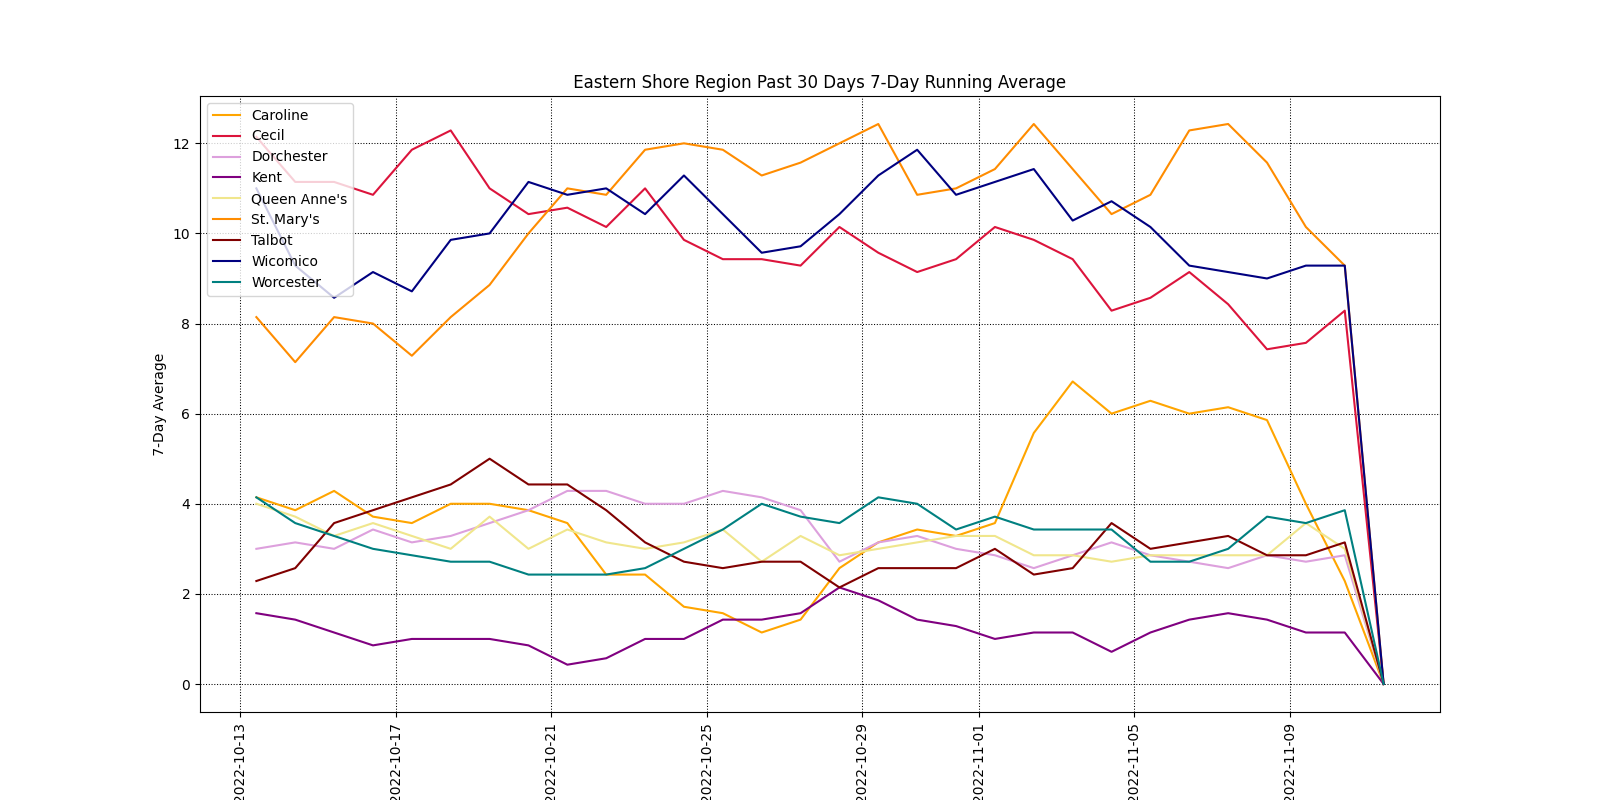 Eastern Shore Region Past 30 Days 7-Day Running Average
Caroline
Cecil
Dorchester
Kent
Queen Anne's
St. Mary's
Talbot
Wicomico
Worcester
7-Day Average
12
10
8
6
4
2
0
2022-10-13
2022-10-17
2022-10-21
2022-10-25
2022-10-29
2022-11-01
2022-11-05
2022-11-09